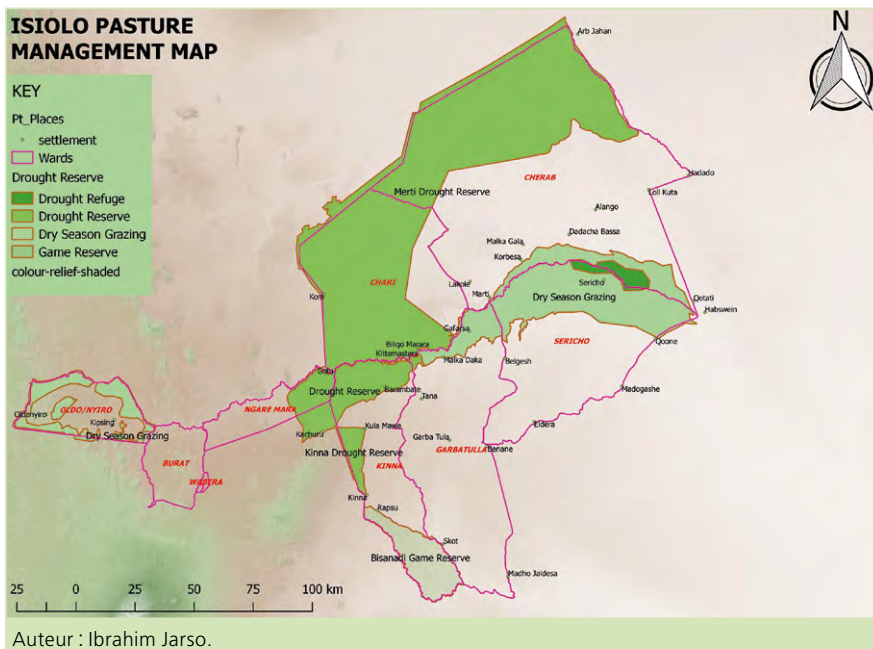 ISIOLO PASTURE
MANAGEMENT MAP
N
KEY
Pt_Places
settlement
Wards
Drought Reserve
Drought Refuge
Drought Reserve
Dry Season Grazing
Game Reserve
colour-relief-shaded
Arb Jahan
Hadado
CHERAB
Merti Drought Reserve
Loll Kuta
Alango
Dadacha Bassa
Malka Gala
Korbesa
CHARI
Lakole
Marti
Sericho
Dry Season Grazing
Qotati
Habswein
Kom
Gafarsa
Biliqo Marara
Kittemastura
SERICHO
Qoone
Malka Daka
Belgesh
Gotu
Drought Reserve
Barambate
Tana
Madogashe
OLDO/NYIRO
Oldonyiro
Kipsing
Dry Season Grazing
NGARE MARA
Kula Mawe
Eldera
Kachuru
Garba Tula
GARBATULLA
Benane
Kinna Drought Reserve
BURAT
KINNA
WABERA
Kinna
Rapsu
Skot
Bisanadi Game Reserve
Madho Jaldesa
25 0 25 50 75 100 km
Auteur : Ibrahim Jarso.